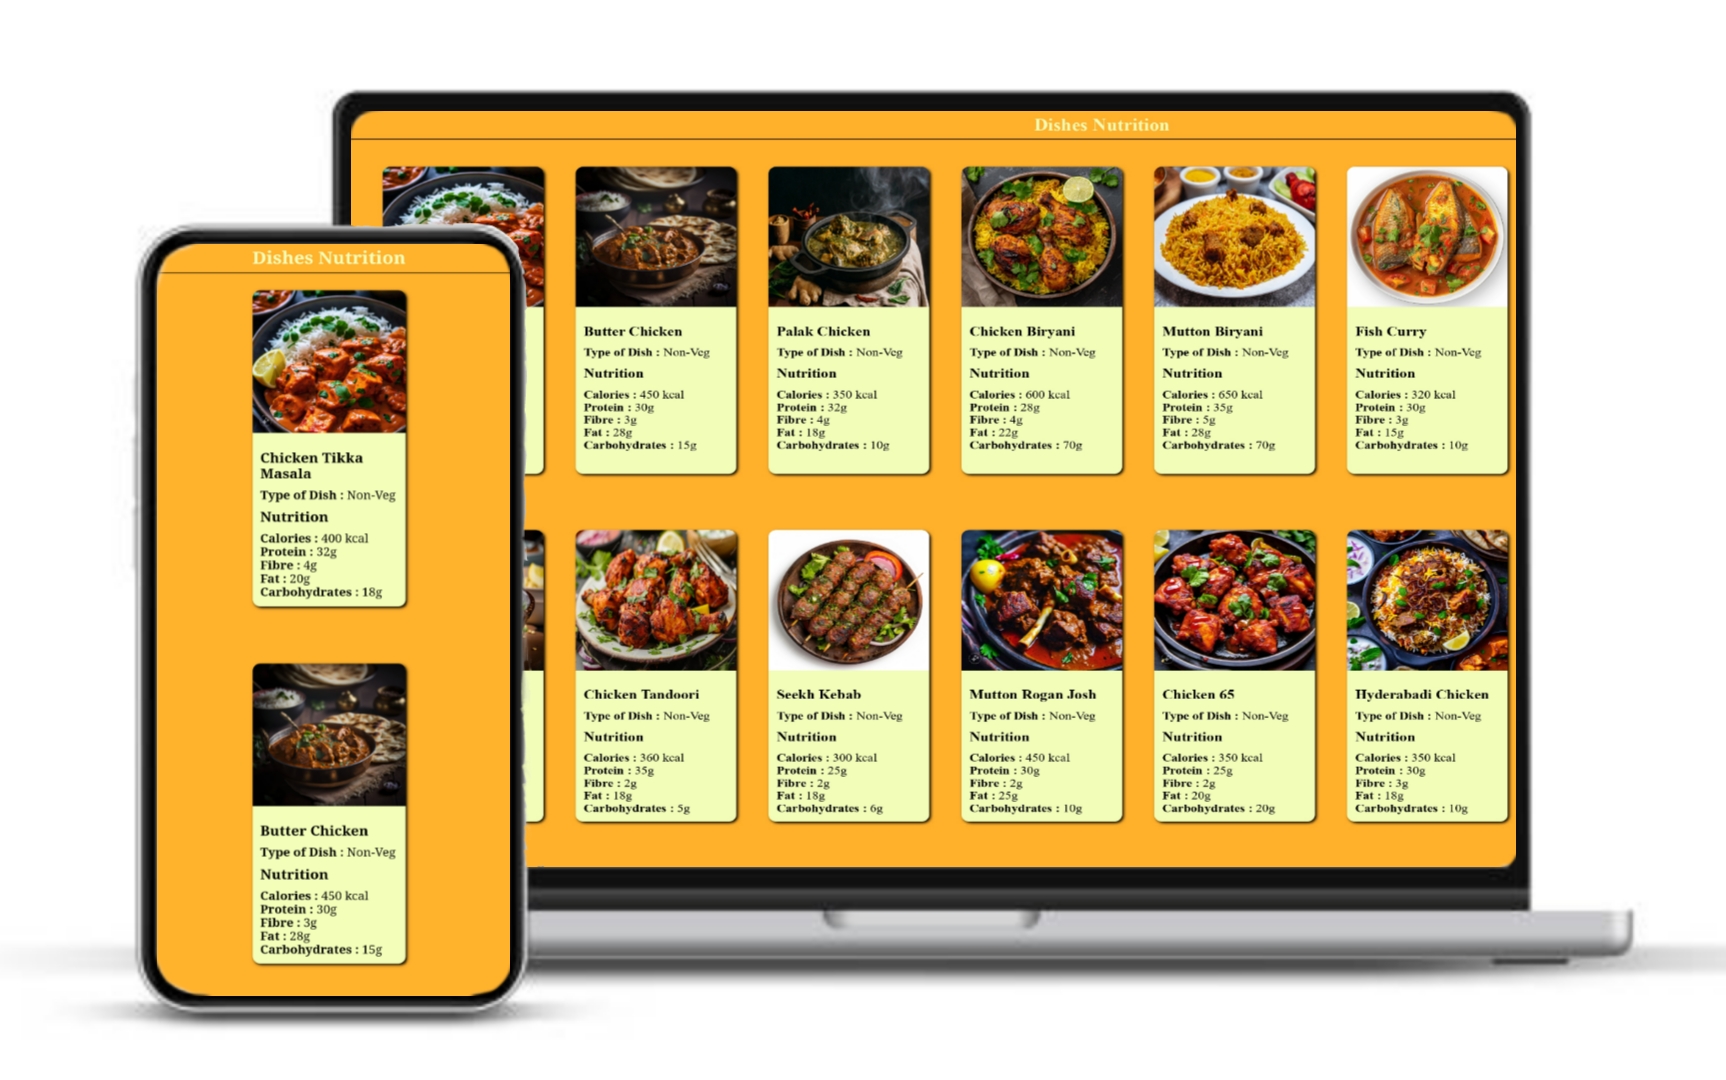 Dishes Nutrition
Butter Chicken
Type of Dish : Non-Veg
Nutrition
Calories : 450 kcal
Protein : 30g
Fibre : 3g
Fat : 28g
Carbohydrates : 15g
Palak Chicken
Type of Dish : Non-Veg
Nutrition
Calories : 350 kcal
Protein : 32g
Fibre : 4g
Fat : 18g
Carbohydrates : 10g
Chicken Biryani
Type of Dish : Non-Veg
Nutrition
Calories : 600 kcal
Protein : 28g
Fibre : 4g
Fat : 22g
Carbohydrates : 70g
Mutton Biryani
Type of Dish : Non-Veg
Nutrition
Calories : 650 kcal
Protein : 35g
Fibre : 5g
Fat : 28g
Carbohydrates : 70g
Fish Curry
Type of Dish : Non-Veg
Nutrition
Calories : 320 kcal
Protein : 30g
Fibre : 3g
Fat : 15g
Carbohydrates : 10g
Chicken Tandoori
Type of Dish : Non-Veg
Nutrition
Calories : 360 kcal
Protein : 35g
Fibre : 2g
Fat : 18g
Carbohydrates : 5g
Seekh Kebab
Type of Dish : Non-Veg
Nutrition
Calories : 300 kcal
Protein : 25g
Fibre : 2g
Fat : 18g
Carbohydrates : 6g
Mutton Rogan Josh
Type of Dish : Non-Veg
Nutrition
Calories : 450 kcal
Protein : 30g
Fibre : 2g
Fat : 25g
Carbohydrates : 10g
Chicken 65
Type of Dish : Non-Veg
Nutrition
Calories : 350 kcal
Protein : 25g
Fibre : 2g
Fat : 20g
Carbohydrates : 20g
Hyderabadi Chicken
Type of Dish : Non-Veg
Nutrition
Calories : 350 kcal
Protein : 30g
Fibre : 3g
Fat : 18g
Carbohydrates : 10g
Dishes Nutrition
Chicken Tikka
Masala
Type of Dish : Non-Veg
Nutrition
Calories : 400 kcal
Protein : 32g
Fibre : 4g
Fat : 20g
Carbohydrates : 18g
Butter Chicken
Type of Dish : Non-Veg
Nutrition
Calories : 450 kcal
Protein : 30g
Fibre : 3g
Fat : 28g
Carbohydrates : 15g